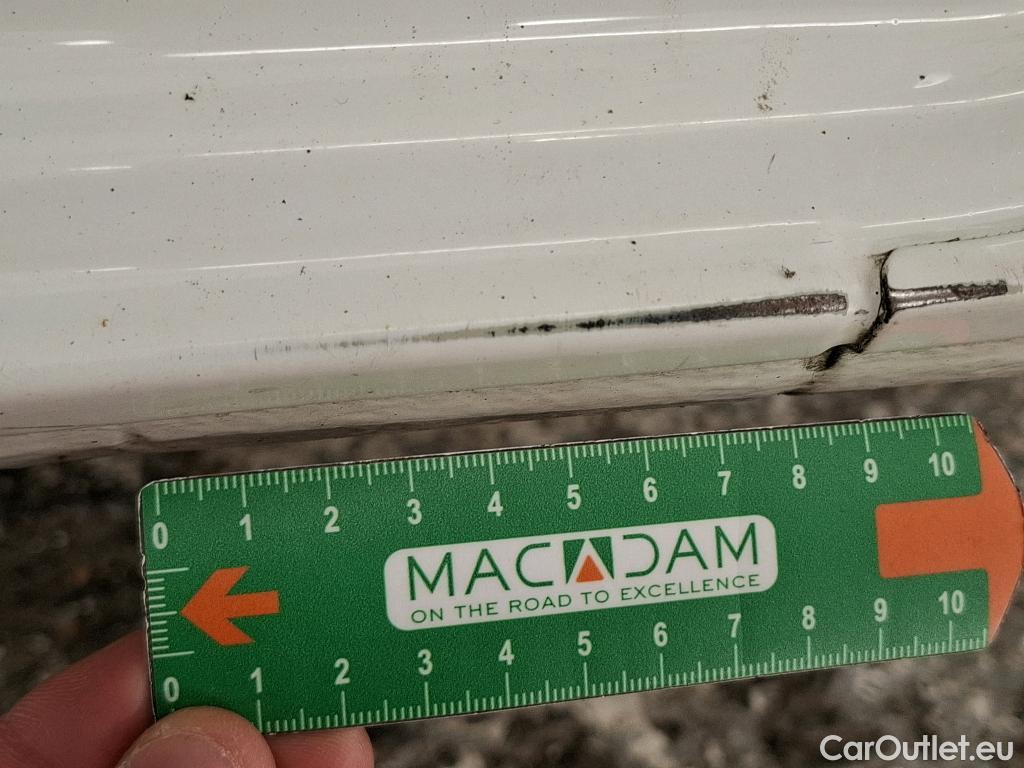 0 1 2 3 4 5 6 7 8 9 10
MACADAM
ON THE ROAD TO EXCELLENCE
0 1 2 3 4 5 6 7 8 9 10
CarOutlet.eu